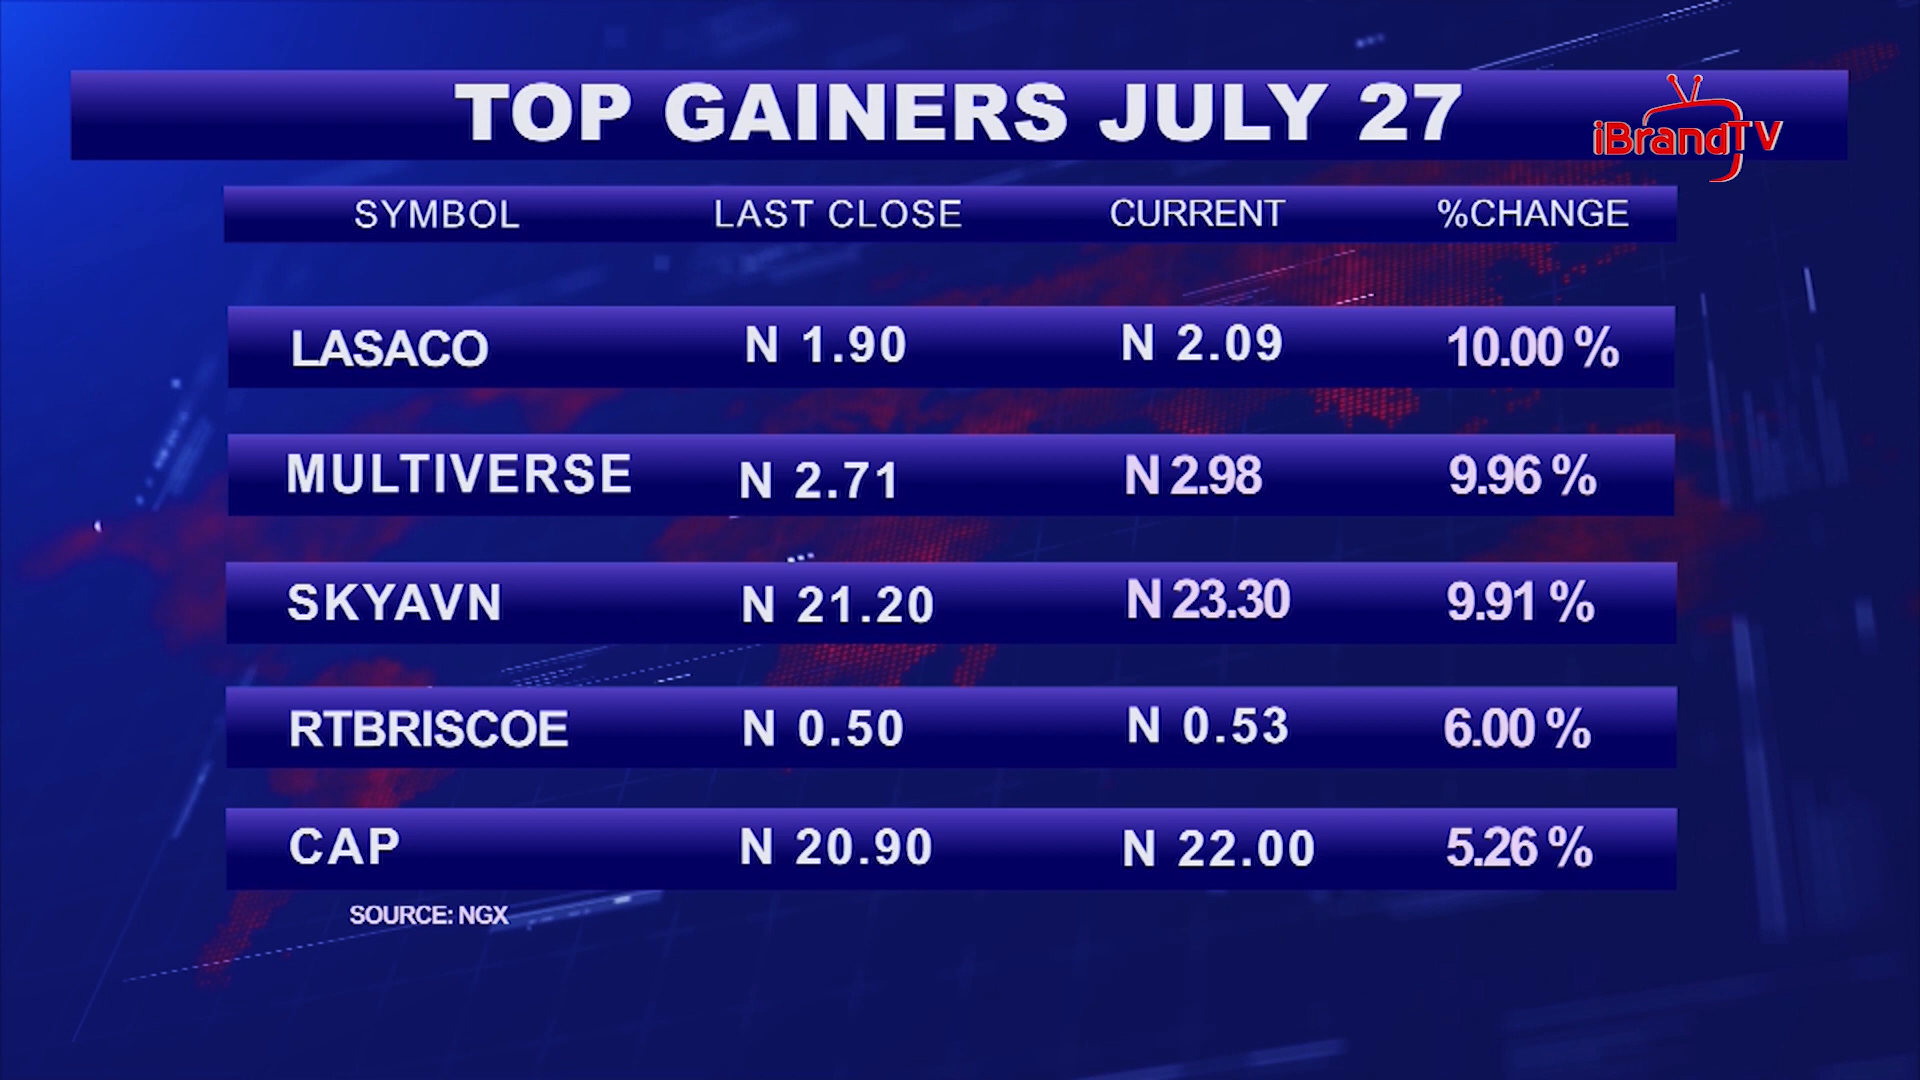 TOP GAINERS JULY 27
iBrandTV
SYMBOL LAST CLOSE CURRENT %CHANGE
LASACO N 1.90 N 2.09 10.00 %
MULTIVERSE N 2.71 N 2.98 9.96 %
SKYAVN N 21.20 N 23.30 9.91 %
RTBRISCOE N 0.50 N 0.53 6.00 %
CAP N 20.90 N 22.00 5.26 %
SOURCE: NGX